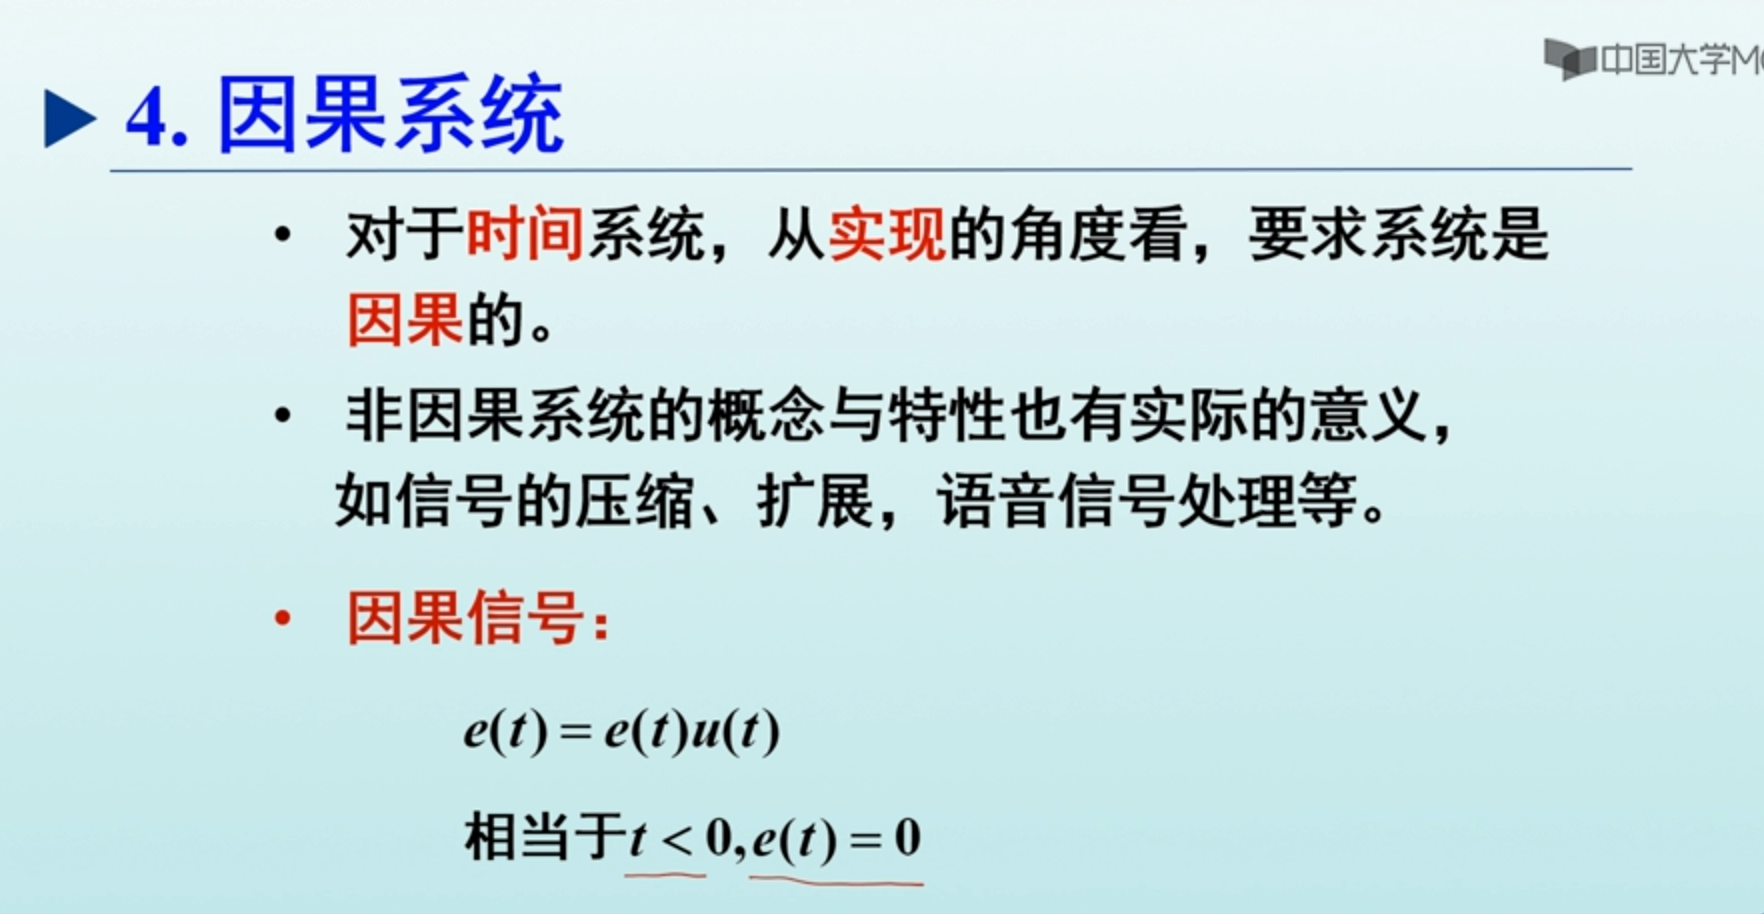 中国大学M
4. 因果系统
• 对于时间系统，从实现的角度看，要求系统是
因果的。
• 非因果系统的概念与特性也有实际的意义，
如信号的压缩、扩展，语音信号处理等。
• 因果信号：
e(t) = e(t)u(t)
相当于t < 0,e(t) = 0